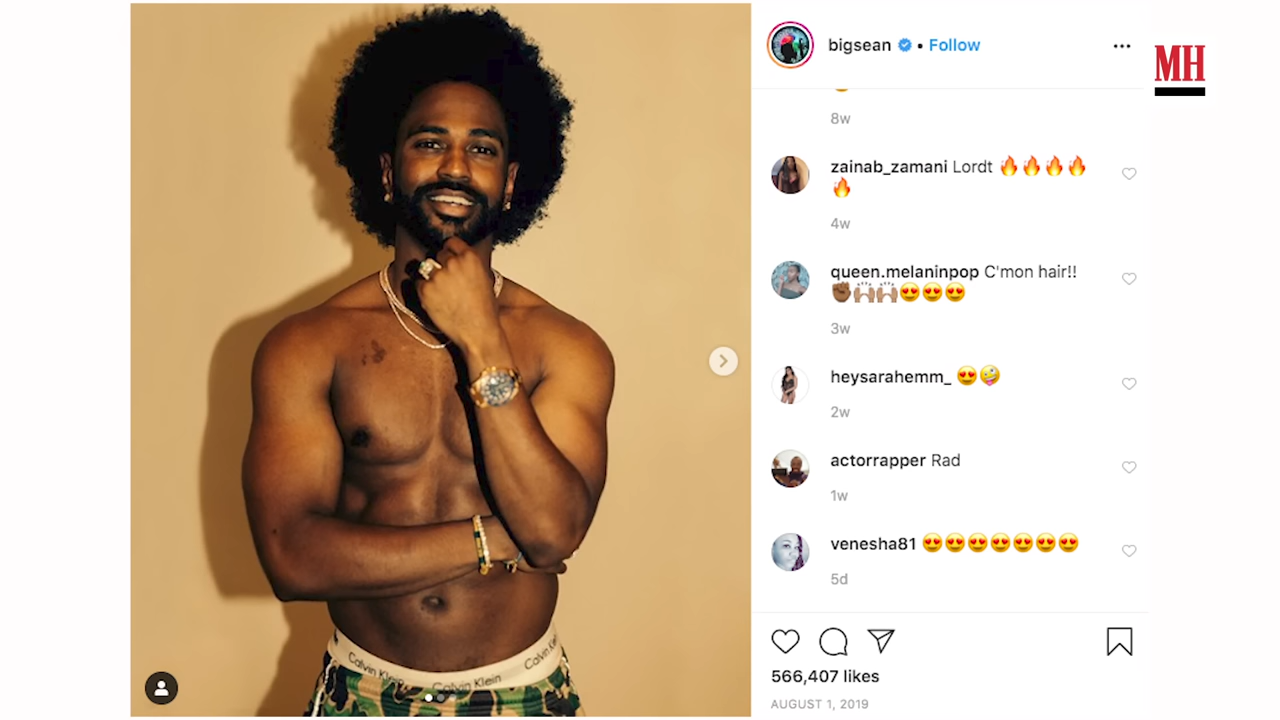 bigsean • Follow
MH
8w
zainab_zamani Lordt 🔥🔥🔥🔥
🔥
4w
queen.melaninpop C'mon hair!!
✊🏾🙌🏽🙌🏽😍😍😍
3w
heysarahemm_ 😍🤪
2w
actorrapper Rad
1w
venesha81 😍😍😍😍😍😍😍
5d
Calvin Klein Calvin Klein Calvin Klein
566,407 likes
AUGUST 1, 2019